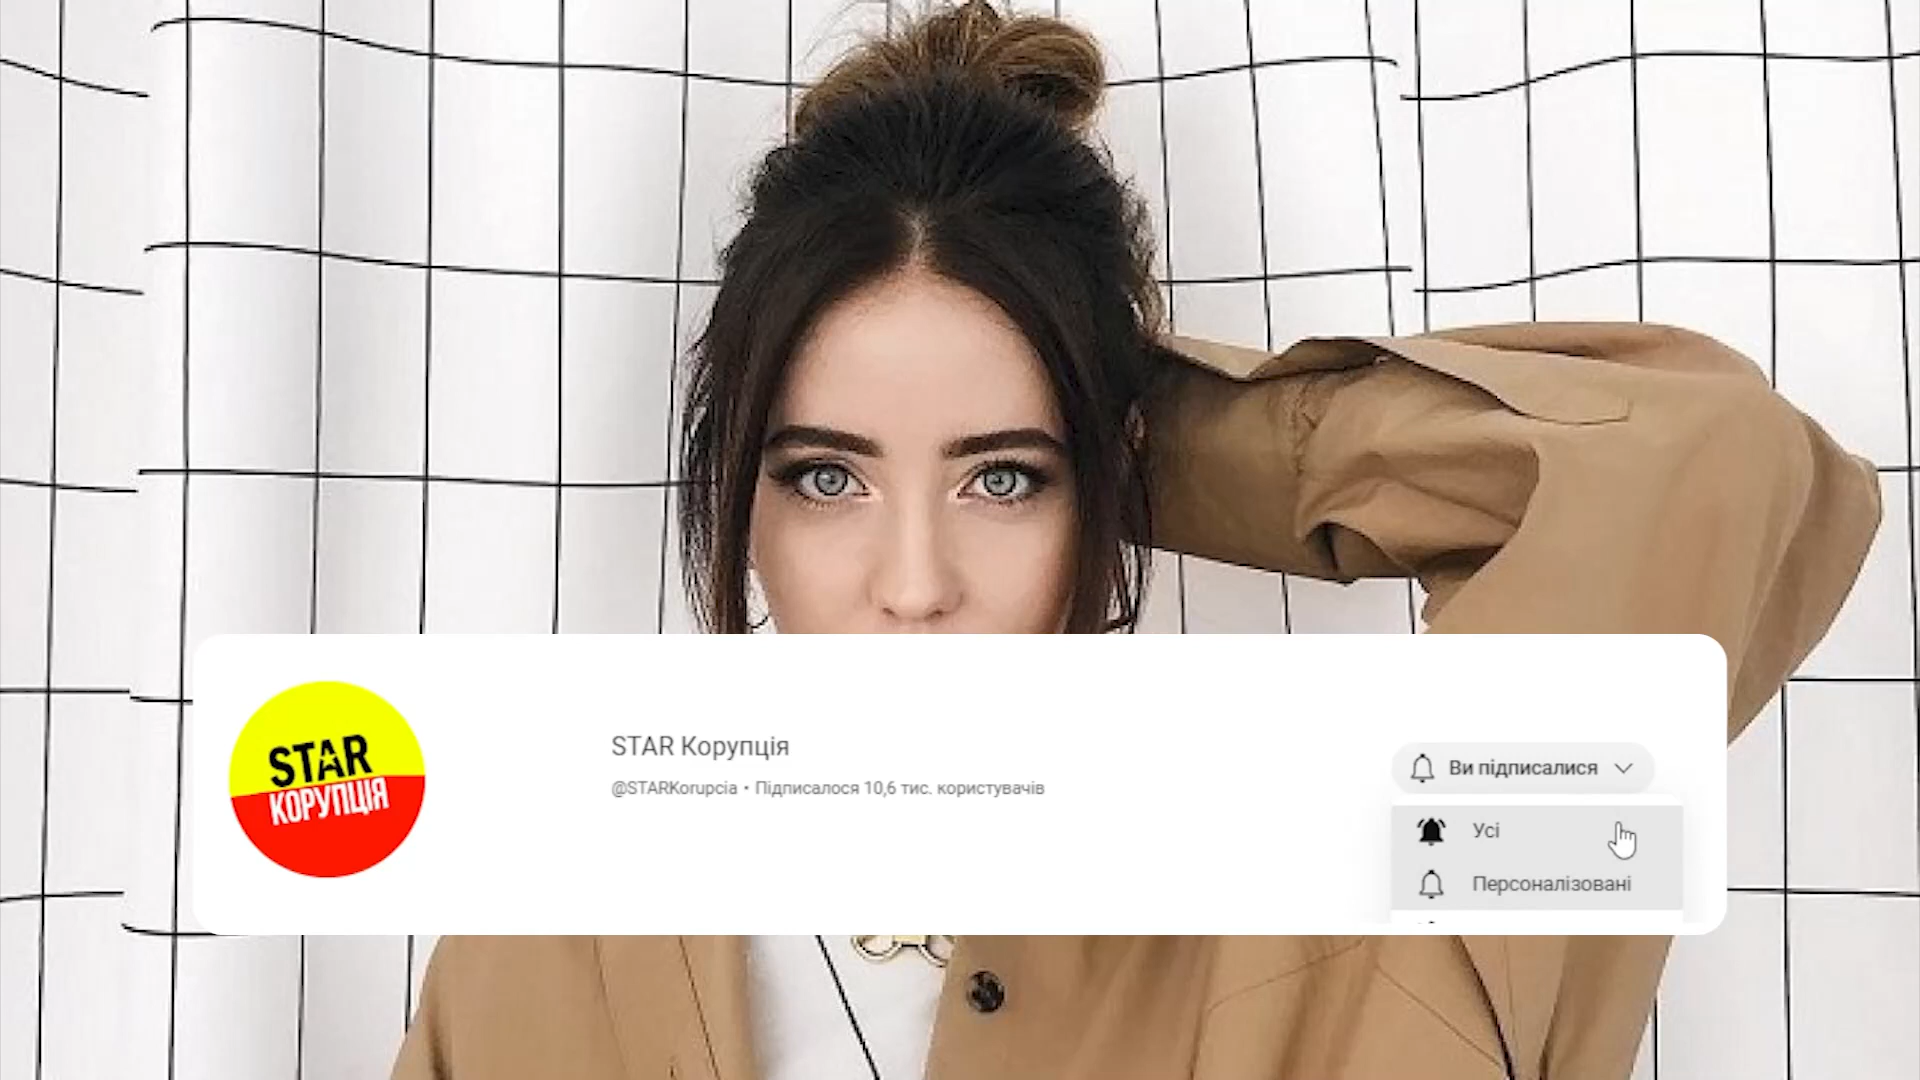 STAR
КОРУПЦІЯ
STAR Корупція
@STARKorupcia • Підписалося 10,6 тис. користувачів
Ви підписалися
Усі
Персоналізовані